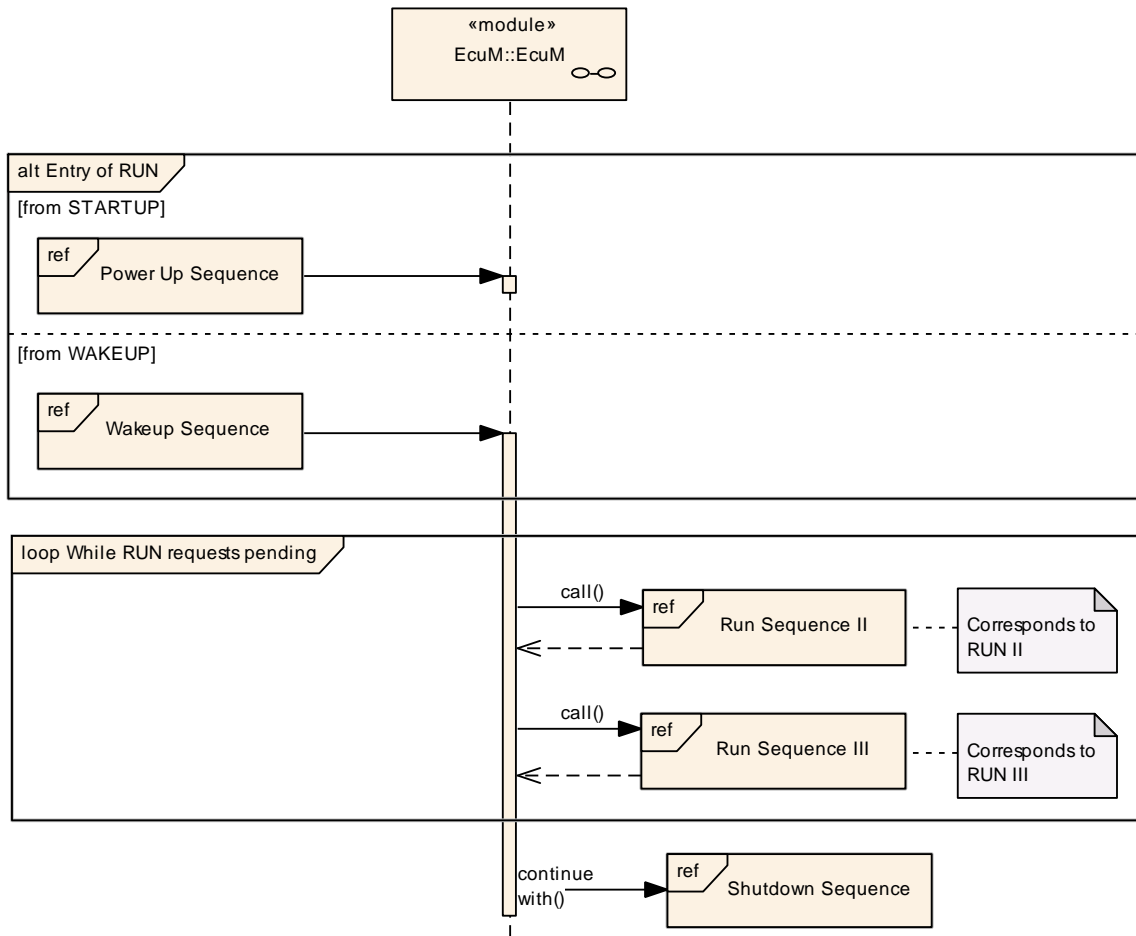 «module»
EcuM::EcuM
alt Entry of RUN
[from STARTUP]
ref
Power Up Sequence
[from WAKEUP]
ref
Wakeup Sequence
loop While RUN requests pending
call()
ref
Run Sequence II
Corresponds to
RUN II
call()
ref
Run Sequence III
Corresponds to
RUN III
continue
with()
ref
Shutdown Sequence